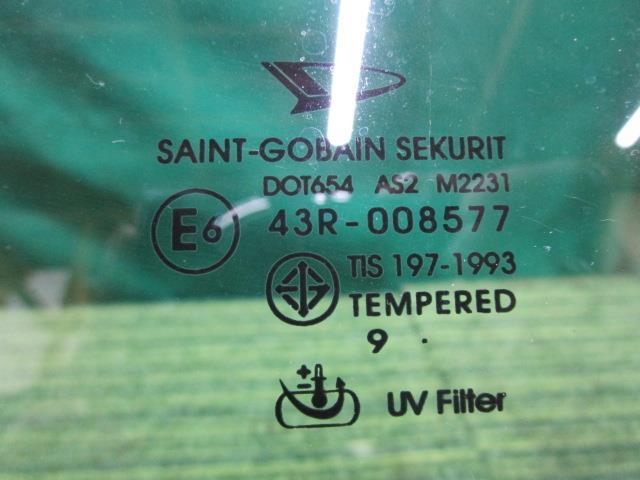 SAINT-GOBAIN SEKURIT
DOT654 AS2 M2231
E6 43R-008577
TIS 197-1993
TEMPERED
9 .
UV Filter